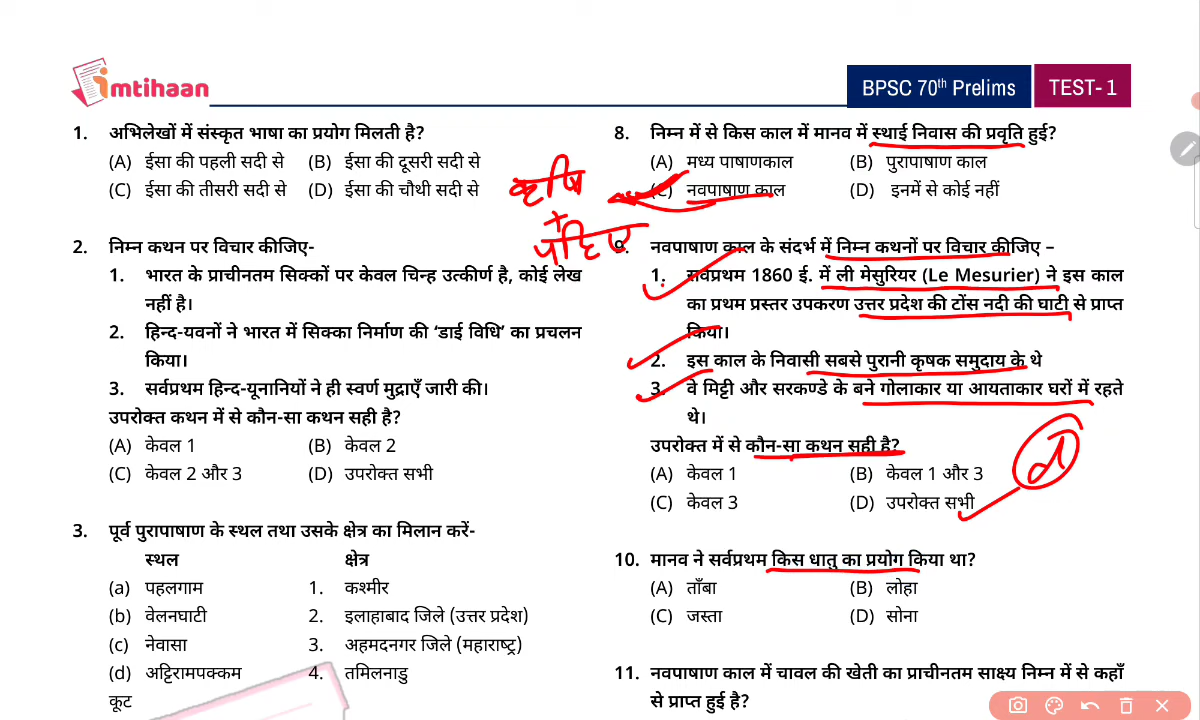 imtihaan
BPSC 70th Prelims TEST- 1
1. अभिलेखों में संस्कृत भाषा का प्रयोग मिलती है?
(A) ईसा की पहली सदी से (B) ईसा की दूसरी सदी से
(C) ईसा की तीसरी सदी से (D) ईसा की चौथी सदी से
2. निम्न कथन पर विचार कीजिए-
1. भारत के प्राचीनतम सिक्कों पर केवल चिन्ह उत्कीर्ण है, कोई लेख
नहीं है।
2. हिन्द-यवनों ने भारत में सिक्का निर्माण की ‘डाई विधि’ का प्रचलन
किया।
3. सर्वप्रथम हिन्द-यूनानियों ने ही स्वर्ण मुद्राएँ जारी की।
उपरोक्त कथन में से कौन-सा कथन सही है?
(A) केवल 1 (B) केवल 2
(C) केवल 2 और 3 (D) उपरोक्त सभी
3. पूर्व पुरापाषाण के स्थल तथा उसके क्षेत्र का मिलान करें-
स्थल क्षेत्र
(a) पहलगाम 1. कश्मीर
(b) वेलनघाटी 2. इलाहाबाद जिले (उत्तर प्रदेश)
(c) नेवासा 3. अहमदनगर जिले (महाराष्ट्र)
(d) अट्टिरामपक्कम 4. तमिलनाडु
कूट
कृषि
+
पहिए
8. निम्न में से किस काल में मानव में स्थाई निवास की प्रवृति हुई?
(A) मध्य पाषाणकाल (B) पुरापाषाण काल
(C) नवपाषाण काल (D) इनमें से कोई नहीं
9. नवपाषाण काल के संदर्भ में निम्न कथनों पर विचार कीजिए –
1. सर्वप्रथम 1860 ई. में ली मेसुरियर (Le Mesurier) ने इस काल
का प्रथम प्रस्तर उपकरण उत्तर प्रदेश की टोंस नदी की घाटी से प्राप्त
किया।
2. इस काल के निवासी सबसे पुरानी कृषक समुदाय के थे
3. वे मिट्टी और सरकण्डे के बने गोलाकार या आयताकार घरों में रहते
थे।
उपरोक्त में से कौन-सा कथन सही है?
(A) केवल 1 (B) केवल 1 और 3
(C) केवल 3 (D) उपरोक्त सभी
10. मानव ने सर्वप्रथम किस धातु का प्रयोग किया था?
(A) ताँबा (B) लोहा
(C) जस्ता (D) सोना
11. नवपाषाण काल में चावल की खेती का प्राचीनतम साक्ष्य निम्न में से कहाँ
से प्राप्त हुई है?